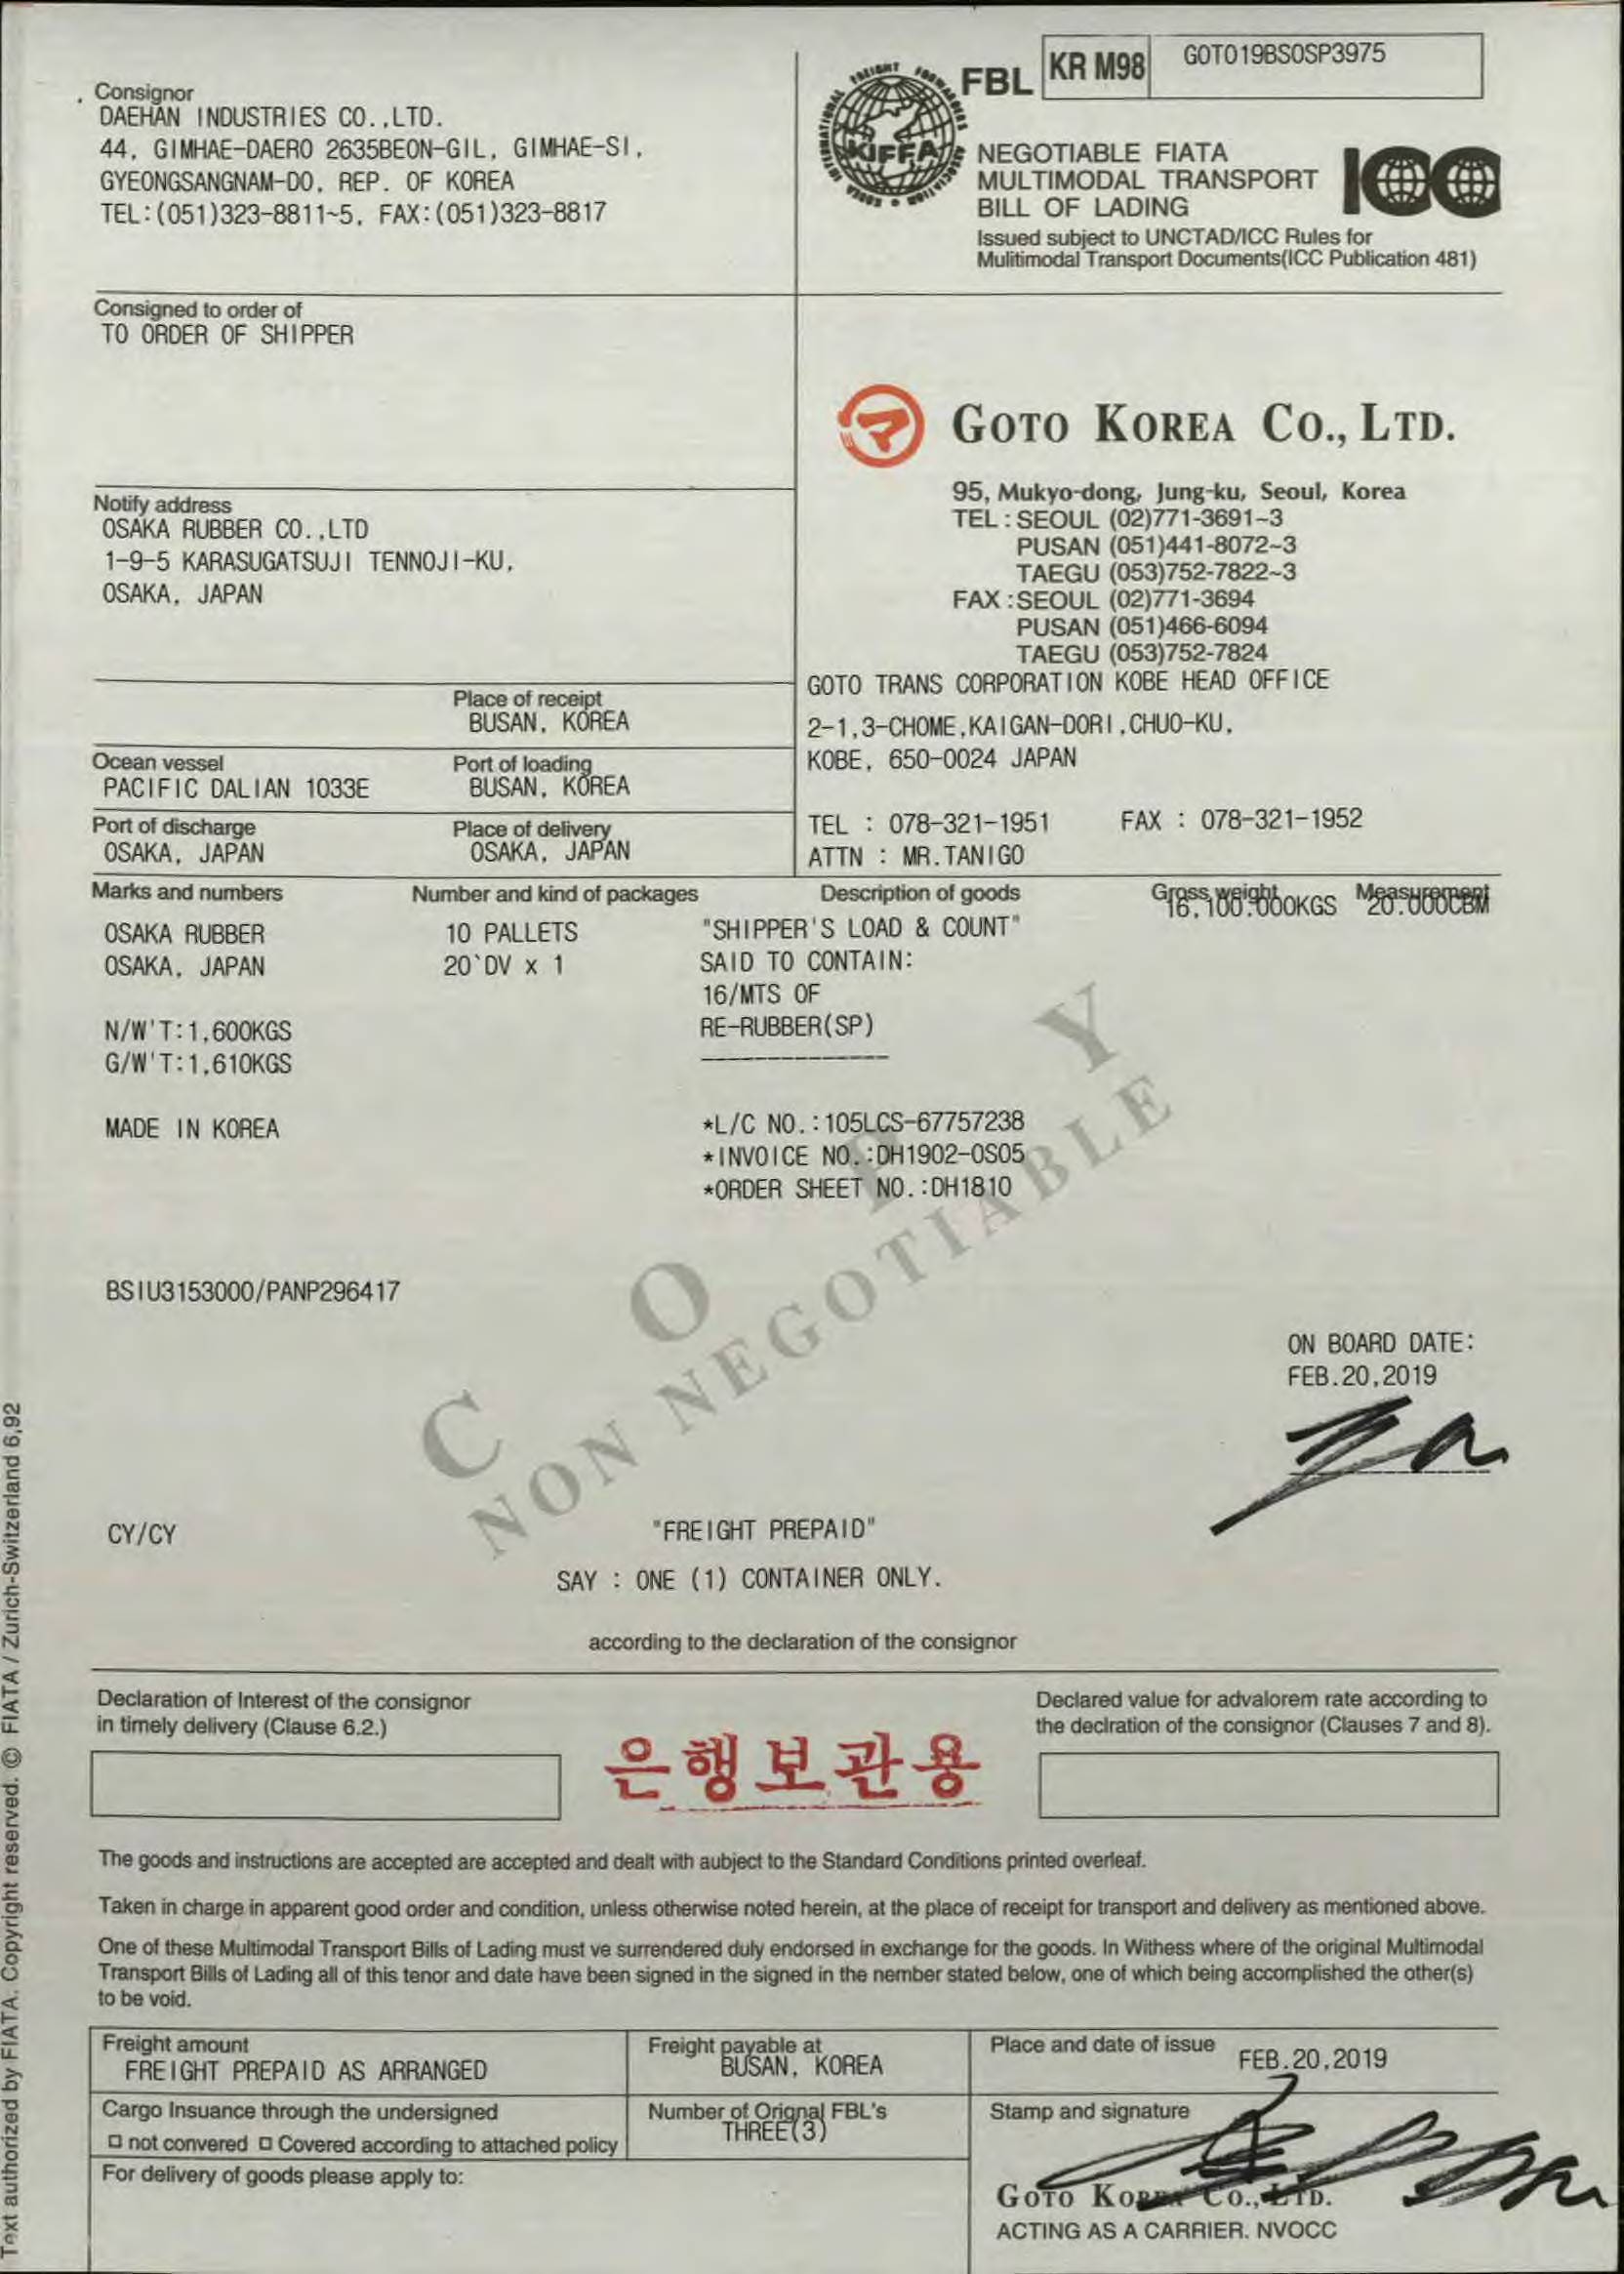 Consignor
DAEHAN INDUSTRIES CO.,LTD.
44, GIMHAE-DAERO 2635BEON-GIL, GIMHAE-SI,
GYEONGSANGNAM-DO, REP. OF KOREA
TEL:(051)323-8811~5, FAX:(051)323-8817
INTERNATIONAL FREIGHT FORWARDERS ASSOCIATION KOREA
KIFFA
FBL
KR M98
GOTO19BSOSP3975
NEGOTIABLE FIATA
MULTIMODAL TRANSPORT
BILL OF LADING
ICC
Issued subject to UNCTAD/ICC Rules for
Mulitimodal Transport Documents(ICC Publication 481)
Consigned to order of
TO ORDER OF SHIPPER
GOTO KOREA CO., LTD.
95, Mukyo-dong, Jung-ku, Seoul, Korea
TEL : SEOUL (02)771-3691~3
PUSAN (051)441-8072~3
TAEGU (053)752-7822~3
FAX : SEOUL (02)771-3694
PUSAN (051)466-6094
TAEGU (053)752-7824
Notify address
OSAKA RUBBER CO.,LTD
1-9-5 KARASUGATSUJI TENNOJI-KU,
OSAKA, JAPAN
GOTO TRANS CORPORATION KOBE HEAD OFFICE
2-1,3-CHOME,KAIGAN-DORI,CHUO-KU,
KOBE, 650-0024 JAPAN
TEL : 078-321-1951 FAX : 078-321-1952
ATTN : MR.TANIGO
Place of receipt
BUSAN, KOREA
Ocean vessel
PACIFIC DALIAN 1033E
Port of loading
BUSAN, KOREA
Port of discharge
OSAKA, JAPAN
Place of delivery
OSAKA, JAPAN
Marks and numbers Number and kind of packages Description of goods Gross weight Measurement
16,100.000KGS 20.000CBM
OSAKA RUBBER 10 PALLETS "SHIPPER'S LOAD & COUNT"
OSAKA, JAPAN 20`DV x 1 SAID TO CONTAIN:
16/MTS OF
N/W'T:1,600KGS RE-RUBBER(SP)
G/W'T:1,610KGS
MADE IN KOREA *L/C NO.:105LCS-67757238
*INVOICE NO.:DH1902-OS05
*ORDER SHEET NO.:DH1810
COPY
NON NEGOTIABLE
BSIU3153000/PANP296417
ON BOARD DATE:
FEB.20,2019
CY/CY "FREIGHT PREPAID"
SAY : ONE (1) CONTAINER ONLY.
according to the declaration of the consignor
Declaration of Interest of the consignor
in timely delivery (Clause 6.2.)
은행보관용
Declared value for advalorem rate according to
the declration of the consignor (Clauses 7 and 8).
The goods and instructions are accepted are accepted and dealt with aubject to the Standard Conditions printed overleaf.
Taken in charge in apparent good order and condition, unless otherwise noted herein, at the place of receipt for transport and delivery as mentioned above.
One of these Multimodal Transport Bills of Lading must ve surrendered duly endorsed in exchange for the goods. In Withess where of the original Multimodal
Transport Bills of Lading all of this tenor and date have been signed in the signed in the nember stated below, one of which being accomplished the other(s)
to be void.
Freight amount
FREIGHT PREPAID AS ARRANGED
Freight payable at
BUSAN, KOREA
Place and date of issue
FEB.20,2019
Cargo Insuance through the undersigned
not convered Covered according to attached policy
Number of Orignal FBL's
THREE(3)
Stamp and signature
For delivery of goods please apply to:
GOTO KOREA CO., LTD.
ACTING AS A CARRIER. NVOCC
Text authorized by FIATA. Copyright reserved. © FIATA / Zurich-Switzerland 6,92